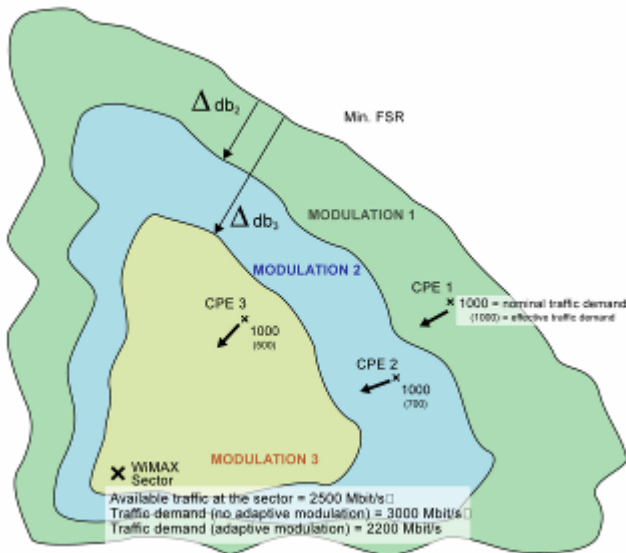 Δ db2
Min. FSR
Δ db3
MODULATION 1
MODULATION 2
CPE 1
1000 = nominal traffic demand
(1000) = effective traffic demand
CPE 3
1000
(500)
CPE 2
1000
(700)
MODULATION 3
WiMAX
Sector
Available traffic at the sector = 2500 Mbit/s□
Traffic demand (no adaptive modulation) = 3000 Mbit/s□
Traffic demand (adaptive modulation) = 2200 Mbit/s